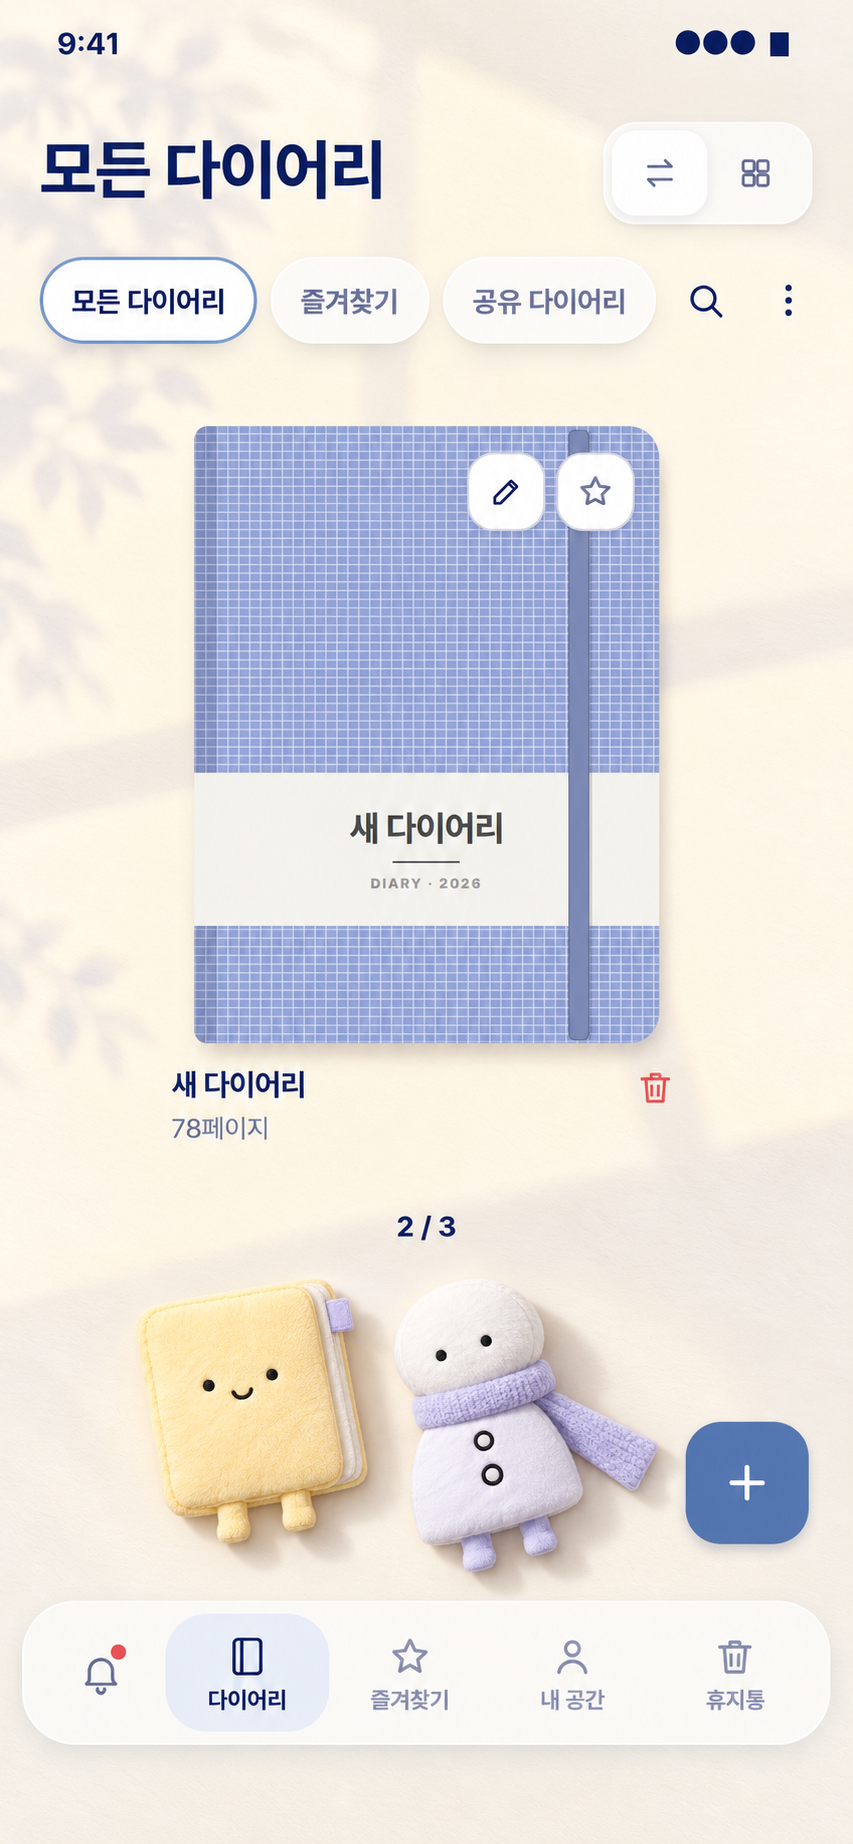 9:41
모든 다이어리
모든 다이어리
즐겨찾기
공유 다이어리
새 다이어리
DIARY · 2026
새 다이어리
78페이지
2 / 3
다이어리
즐겨찾기
내 공간
휴지통